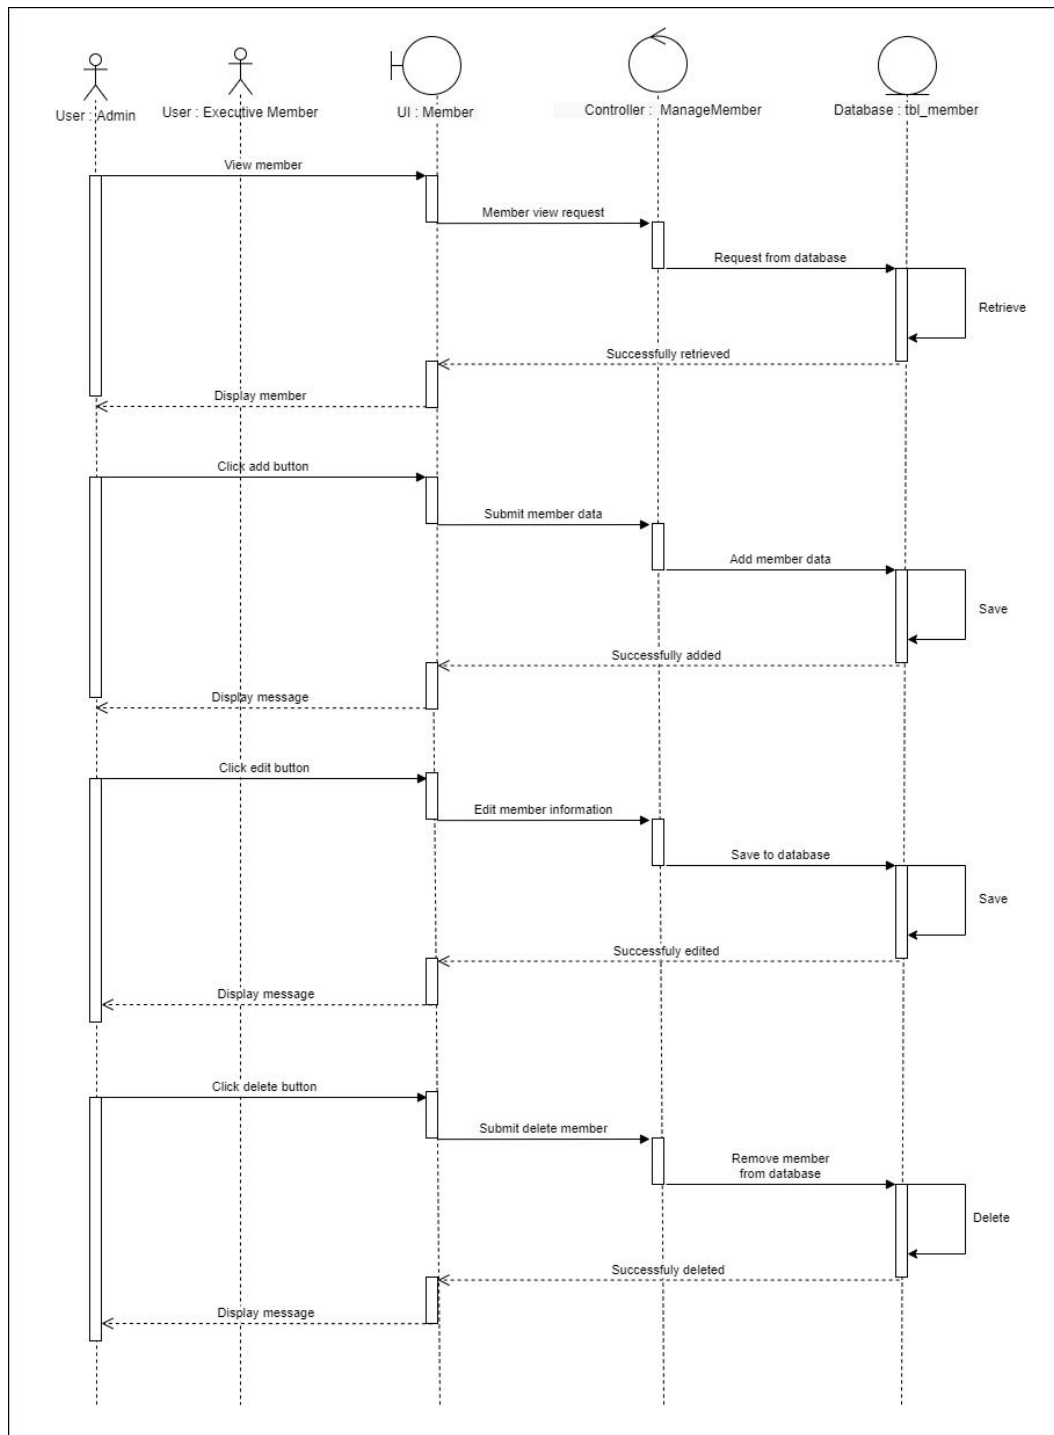 User : Admin
User : Executive Member
UI : Member
Controller :  ManageMember
Database : tbl_member
View member
Member view request
Request from database
Retrieve
Successfully retrieved
Display member
Click add button
Submit member data
Add member data
Save
Successfully added
Display message
Click edit button
Edit member information
Save to database
Save
Successfuly edited
Display message
Click delete button
Submit delete member
Remove member
from database
Delete
Successfuly deleted
Display message